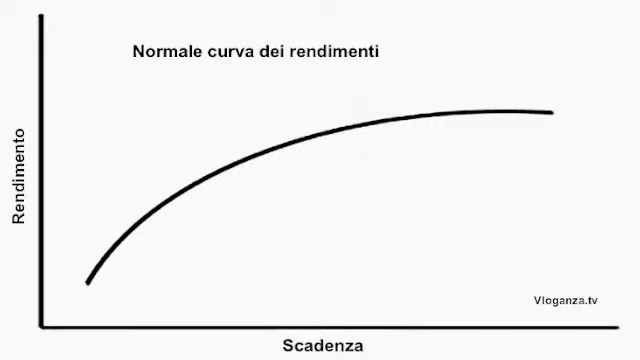 Normale curva dei rendimenti
Rendimento
Vloganza.tv
Scadenza